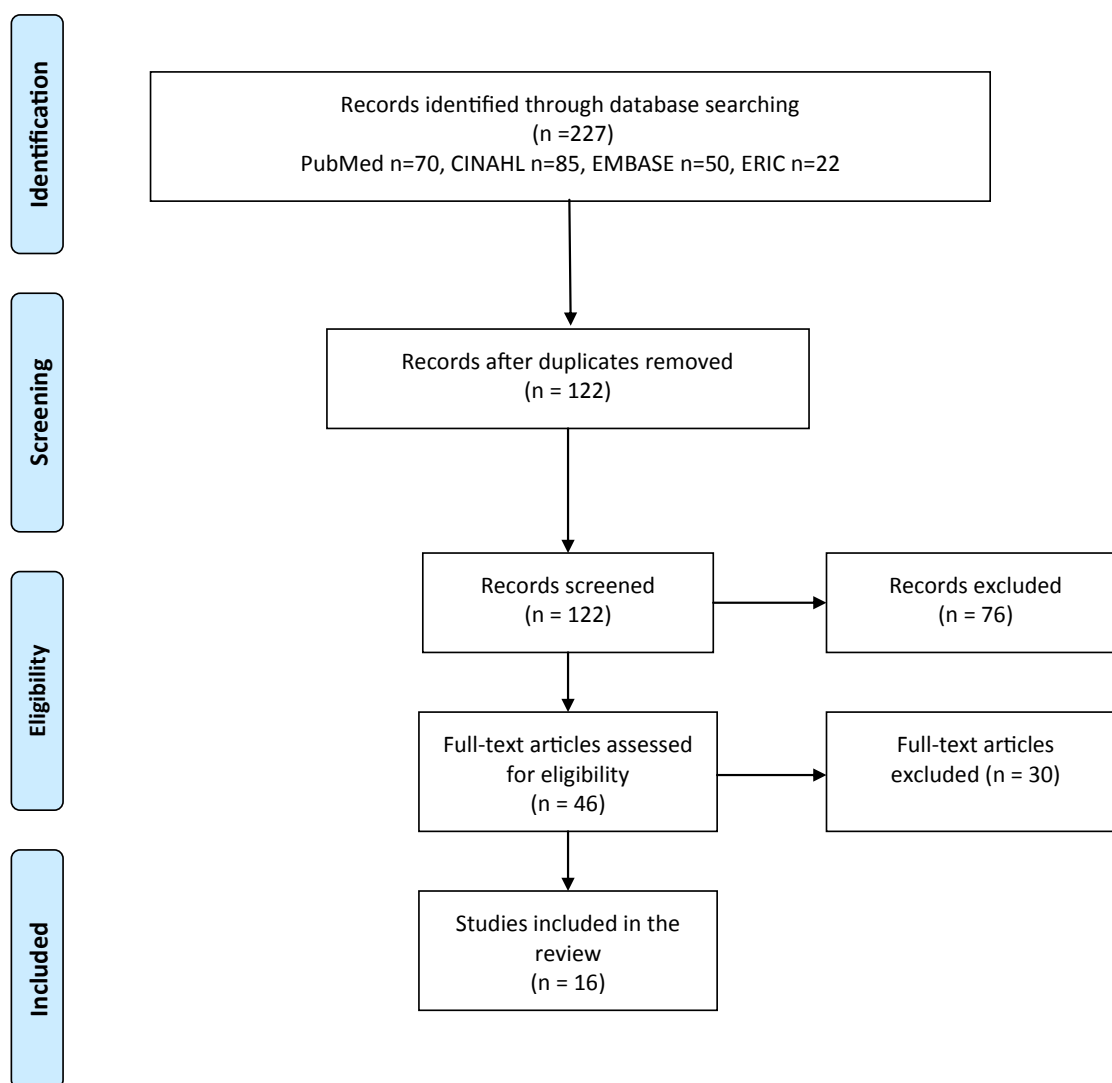 Identification
Records identified through database searching
(n =227)
PubMed n=70, CINAHL n=85, EMBASE n=50, ERIC n=22
Screening
Records after duplicates removed
(n = 122)
Eligibility
Records screened
(n = 122)
Records excluded
(n = 76)
Full-text articles assessed
for eligibility
(n = 46)
Full-text articles
excluded (n = 30)
Included
Studies included in the
review
(n = 16)